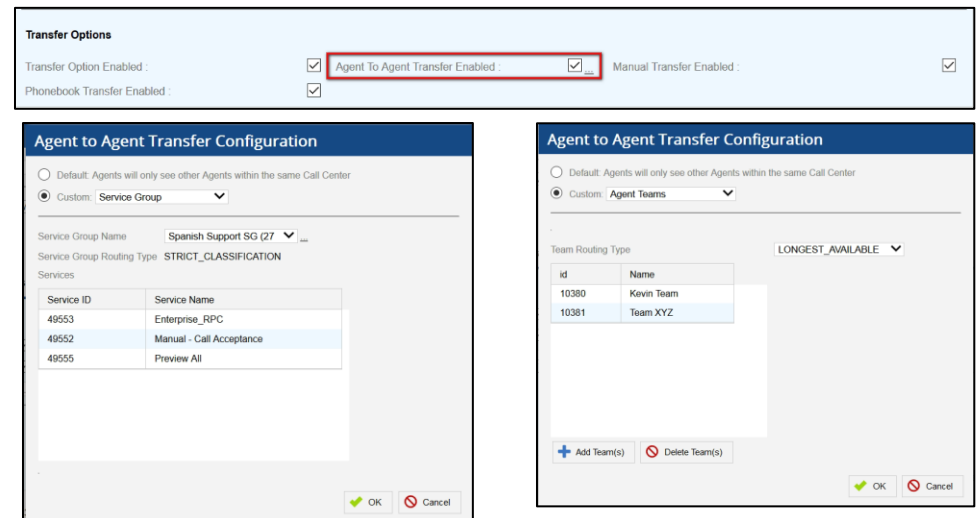 Transfer Options
Transfer Option Enabled : Agent To Agent Transfer Enabled : ... Manual Transfer Enabled :
Phonebook Transfer Enabled :
Agent to Agent Transfer Configuration
Default: Agents will only see other Agents within the same Call Center
Custom: Service Group
Service Group Name Spanish Support SG (27 ...
Service Group Routing Type STRICT_CLASSIFICATION
Services
Service ID Service Name
49553 Enterprise_RPC
49552 Manual - Call Acceptance
49555 Preview All
OK Cancel
Agent to Agent Transfer Configuration
Default: Agents will only see other Agents within the same Call Center
Custom: Agent Teams
Team Routing Type LONGEST_AVAILABLE
id Name
10380 Kevin Team
10381 Team XYZ
Add Team(s) Delete Team(s)
OK Cancel